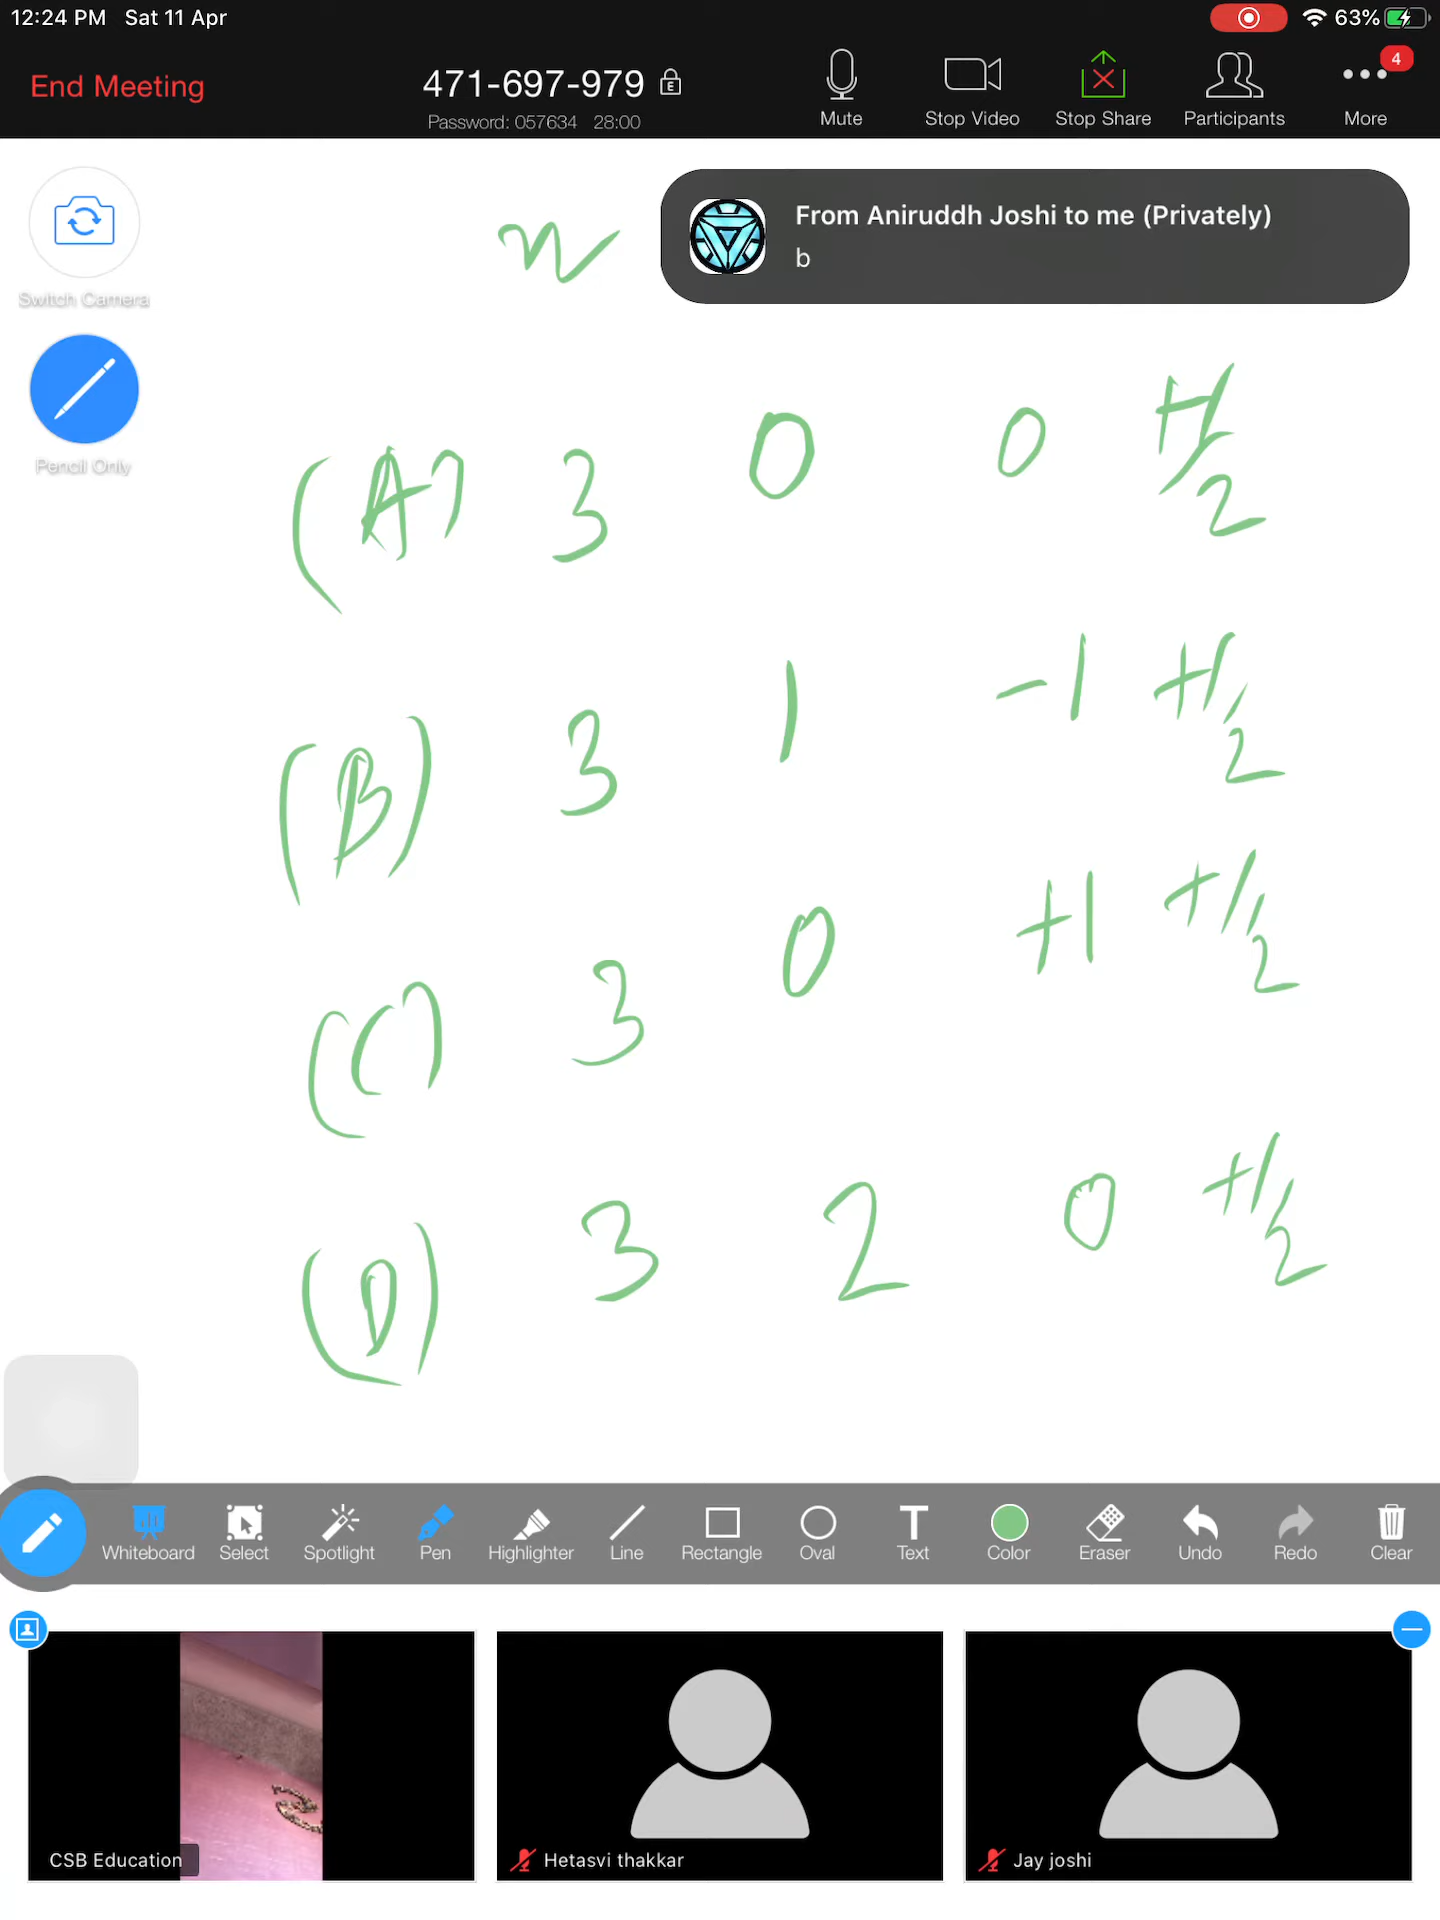 12:24 PM Sat 11 Apr 63%
End Meeting
471-697-979
Password: 057634 28:00
Mute
Stop Video
Stop Share
Participants
4
More
Switch Camera
Pencil Only
From Aniruddh Joshi to me (Privately)
b
n
(A) 3 0 0 +1/2
(B) 3 1 -1 +1/2
(C) 3 0 +1 +1/2
(D) 3 2 0 +1/2
Whiteboard Select Spotlight Pen Highlighter Line Rectangle Oval Text Color Eraser Undo Redo Clear
CSB Education
Hetasvi thakkar
Jay joshi